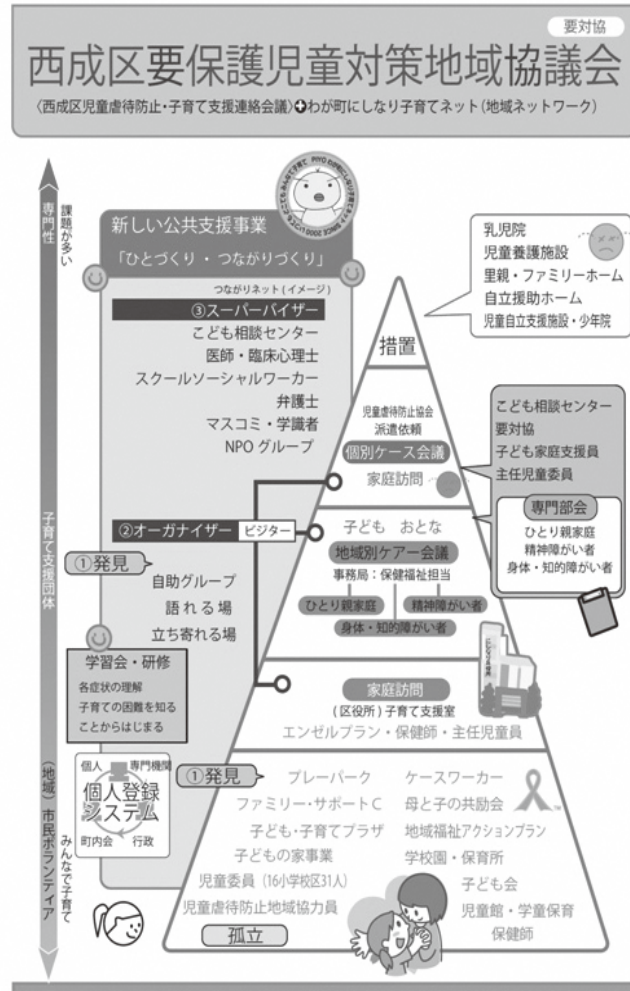 要対協
西成区要保護児童対策地域協議会
〈西成区児童虐待防止・子育て支援連絡会議〉+わが町にしなり子育てネット(地域ネットワーク)
課題が多い
専門性
子育て支援団体
(地域)市民ボランティア
みんなで子育て
新しい公共支援事業
「ひとづくり・つながりづくり」
つながりネット(イメージ)
③スーパーバイザー
こども相談センター
医師・臨床心理士
スクールソーシャルワーカー
弁護士
マスコミ・学識者
NPOグループ
②オーガナイザー
ビジター
①発見
自助グループ
語れる場
立ち寄れる場
学習会・研修
各症状の理解
子育ての困難を知る
ことからはじまる
個人
専門機関
個人登録
システム
町内会
行政
措置
乳児院
児童養護施設
里親・ファミリーホーム
自立援助ホーム
児童自立支援施設・少年院
児童虐待防止協会
派遣依頼
個別ケース会議
家庭訪問
こども相談センター
要対協
子ども家庭支援員
主任児童委員
専門部会
ひとり親家庭
精神障がい者
身体・知的障がい者
子ども おとな
地域別ケアー会議
事務局:保健福祉担当
ひとり親家庭
精神障がい者
身体・知的障がい者
家庭訪問
(区役所)子育て支援室
エンゼルプラン・保健師・主任児童員
①発見
プレーパーク
ファミリー・サポートC
子ども・子育てプラザ
子どもの家事業
児童委員(16小学校区31人)
児童虐待防止地域協力員
孤立
ケースワーカー
母と子の共励会
地域福祉アクションプラン
学校園・保育所
子ども会
児童館・学童保育
保健師